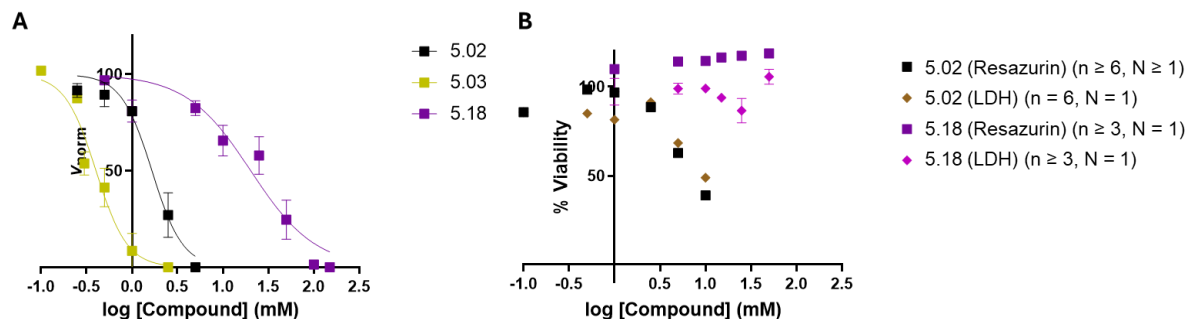 A
100
50
Vnorm
-1.0 -0.5 0.0 0.5 1.0 1.5 2.0 2.5
log [Compound] (mM)
5.02
5.03
5.18
B
100
50
% Viability
-1.0 -0.5 0.0 0.5 1.0 1.5 2.0 2.5
log [Compound] (mM)
5.02 (Resazurin) (n ≥ 6, N ≥ 1)
5.02 (LDH) (n = 6, N = 1)
5.18 (Resazurin) (n ≥ 3, N = 1)
5.18 (LDH) (n ≥ 3, N = 1)